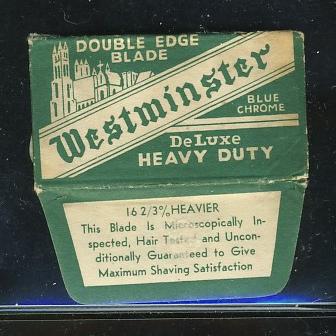 DOUBLE EDGE
BLADE
Westminster
BLUE
CHROME
DeLuxe
HEAVY DUTY
16 2/3% HEAVIER
This Blade Is Microscopically In-
spected, Hair Tested and Uncon-
ditionally Guaranteed to Give
Maximum Shaving Satisfaction